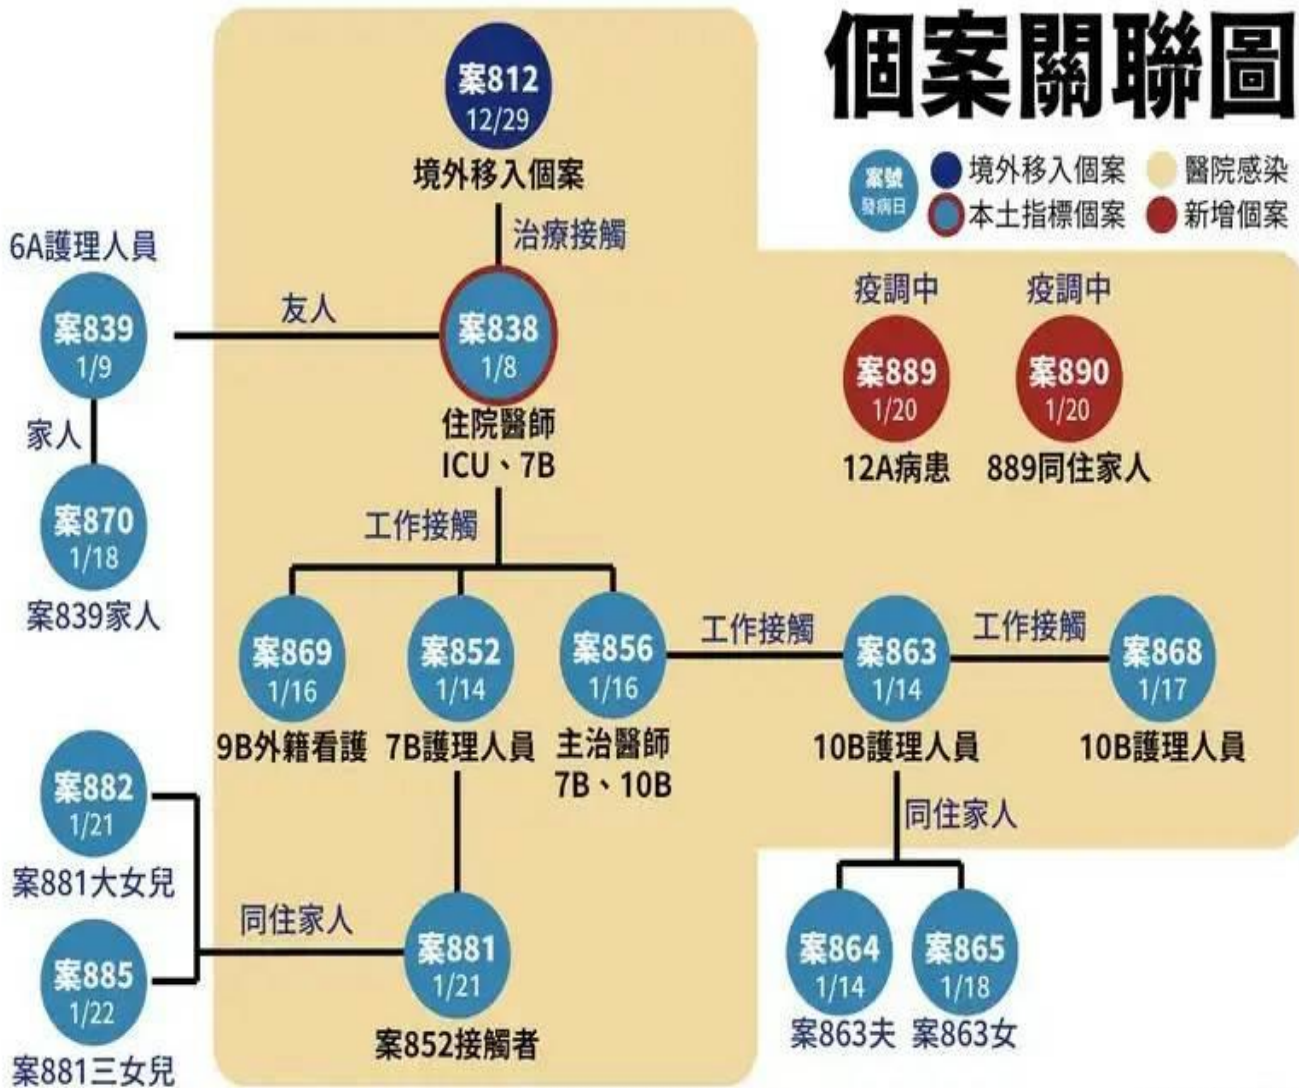 個案關聯圖
案號
發病日
境外移入個案
醫院感染
本土指標個案
新增個案
案812
12/29
境外移入個案
治療接觸
6A護理人員
案839
1/9
友人
案838
1/8
住院醫師
ICU、7B
疫調中
案889
1/20
12A病患
疫調中
案890
1/20
889同住家人
家人
案870
1/18
案839家人
工作接觸
案869
1/16
9B外籍看護
案852
1/14
7B護理人員
案856
1/16
主治醫師
7B、10B
工作接觸
案863
1/14
10B護理人員
工作接觸
案868
1/17
10B護理人員
案882
1/21
案881大女兒
同住家人
案885
1/22
案881三女兒
案881
1/21
案852接觸者
同住家人
案864
1/14
案863夫
案865
1/18
案863女